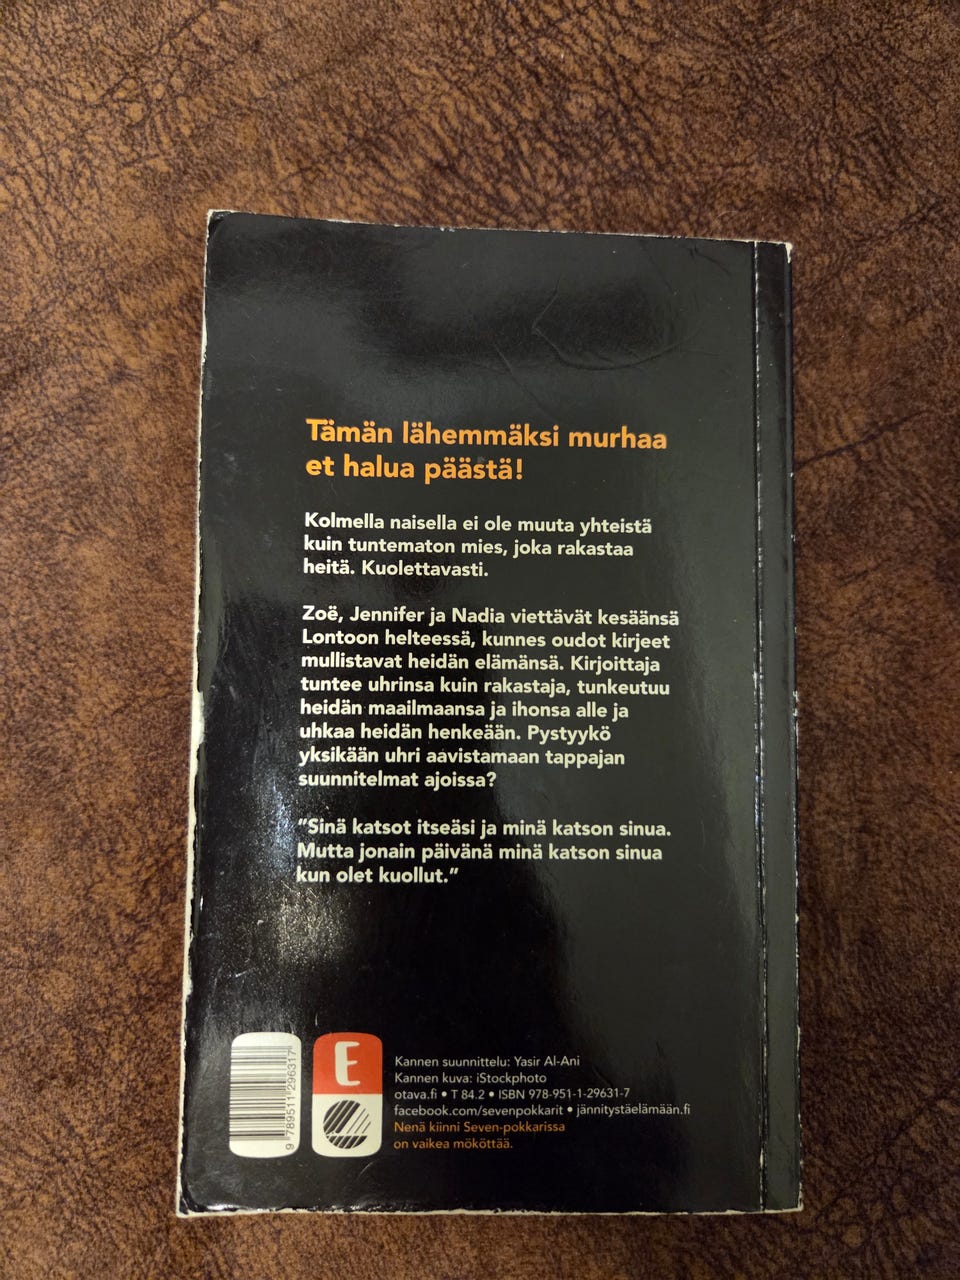 Tämän lähemmäksi murhaa
et halua päästä!
Kolmella naisella ei ole muuta yhteistä
kuin tuntematon mies, joka rakastaa
heitä. Kuolettavasti.
Zoë, Jennifer ja Nadia viettävät kesäänsä
Lontoon helteessä, kunnes oudot kirjeet
mullistavat heidän elämänsä. Kirjoittaja
tuntee uhrinsa kuin rakastaja, tunkeutuu
heidän maailmaansa ja ihonsa alle ja
uhkaa heidän henkeään. Pystyykö
yksikään uhri aavistamaan tappajan
suunnitelmat ajoissa?
”Sinä katsot itseäsi ja minä katson sinua.
Mutta jonain päivänä minä katson sinua
kun olet kuollut.”
9 789511 296317
E
Kannen suunnittelu: Yasir Al-Ani
Kannen kuva: iStockphoto
otava.fi • T 84.2 • ISBN 978-951-1-29631-7
facebook.com/sevenpokkarit • jännitystäelämään.fi
Nenä kiinni Seven-pokkarissa
on vaikea mököttää.